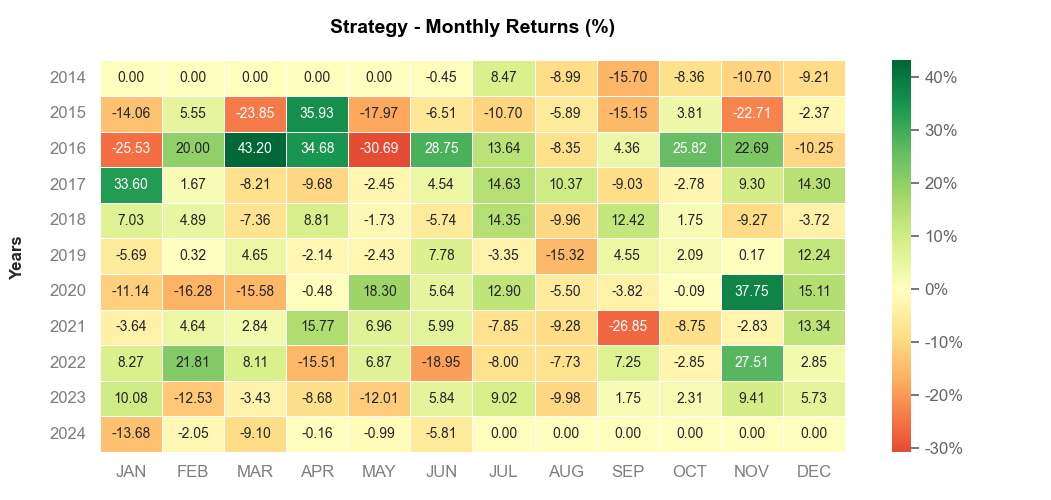 Strategy - Monthly Returns (%)
Years
2014 0.00 0.00 0.00 0.00 0.00 -0.45 8.47 -8.99 -15.70 -8.36 -10.70 -9.21
2015 -14.06 5.55 -23.85 35.93 -17.97 -6.51 -10.70 -5.89 -15.15 3.81 -22.71 -2.37
2016 -25.53 20.00 43.20 34.68 -30.69 28.75 13.64 -8.35 4.36 25.82 22.69 -10.25
2017 33.60 1.67 -8.21 -9.68 -2.45 4.54 14.63 10.37 -9.03 -2.78 9.30 14.30
2018 7.03 4.89 -7.36 8.81 -1.73 -5.74 14.35 -9.96 12.42 1.75 -9.27 -3.72
2019 -5.69 0.32 4.65 -2.14 -2.43 7.78 -3.35 -15.32 4.55 2.09 0.17 12.24
2020 -11.14 -16.28 -15.58 -0.48 18.30 5.64 12.90 -5.50 -3.82 -0.09 37.75 15.11
2021 -3.64 4.64 2.84 15.77 6.96 5.99 -7.85 -9.28 -26.85 -8.75 -2.83 13.34
2022 8.27 21.81 8.11 -15.51 6.87 -18.95 -8.00 -7.73 7.25 -2.85 27.51 2.85
2023 10.08 -12.53 -3.43 -8.68 -12.01 5.84 9.02 -9.98 1.75 2.31 9.41 5.73
2024 -13.68 -2.05 -9.10 -0.16 -0.99 -5.81 0.00 0.00 0.00 0.00 0.00 0.00
JAN FEB MAR APR MAY JUN JUL AUG SEP OCT NOV DEC
40%
30%
20%
10%
0%
-10%
-20%
-30%